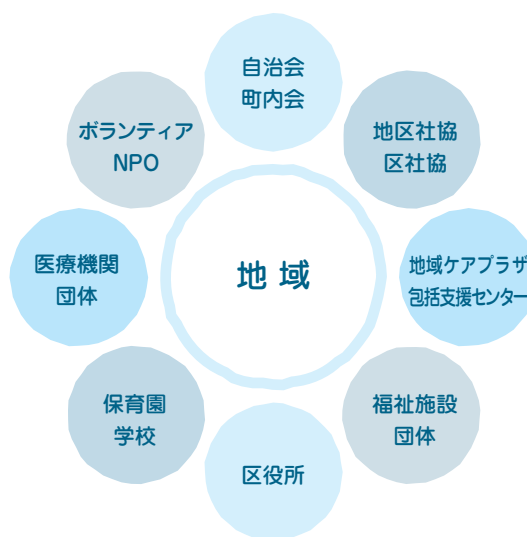 自治会
町内会
地区社協
区社協
地域ケアプラザ
包括支援センター
福祉施設
団体
区役所
保育園
学校
医療機関
団体
ボランティア
NPO
地域